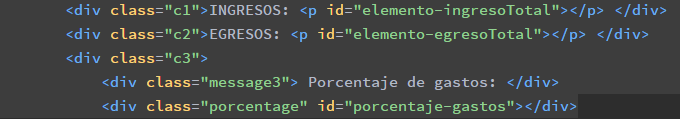 <div class="c1">INGRESOS: <p id="elemento-ingresoTotal"></p> </div>
<div class="c2">EGRESOS: <p id="elemento-egresoTotal"></p> </div>
<div class="c3">
<div class="message3"> Porcentaje de gastos: </div>
<div class="porcentage" id="porcentaje-gastos"></div>